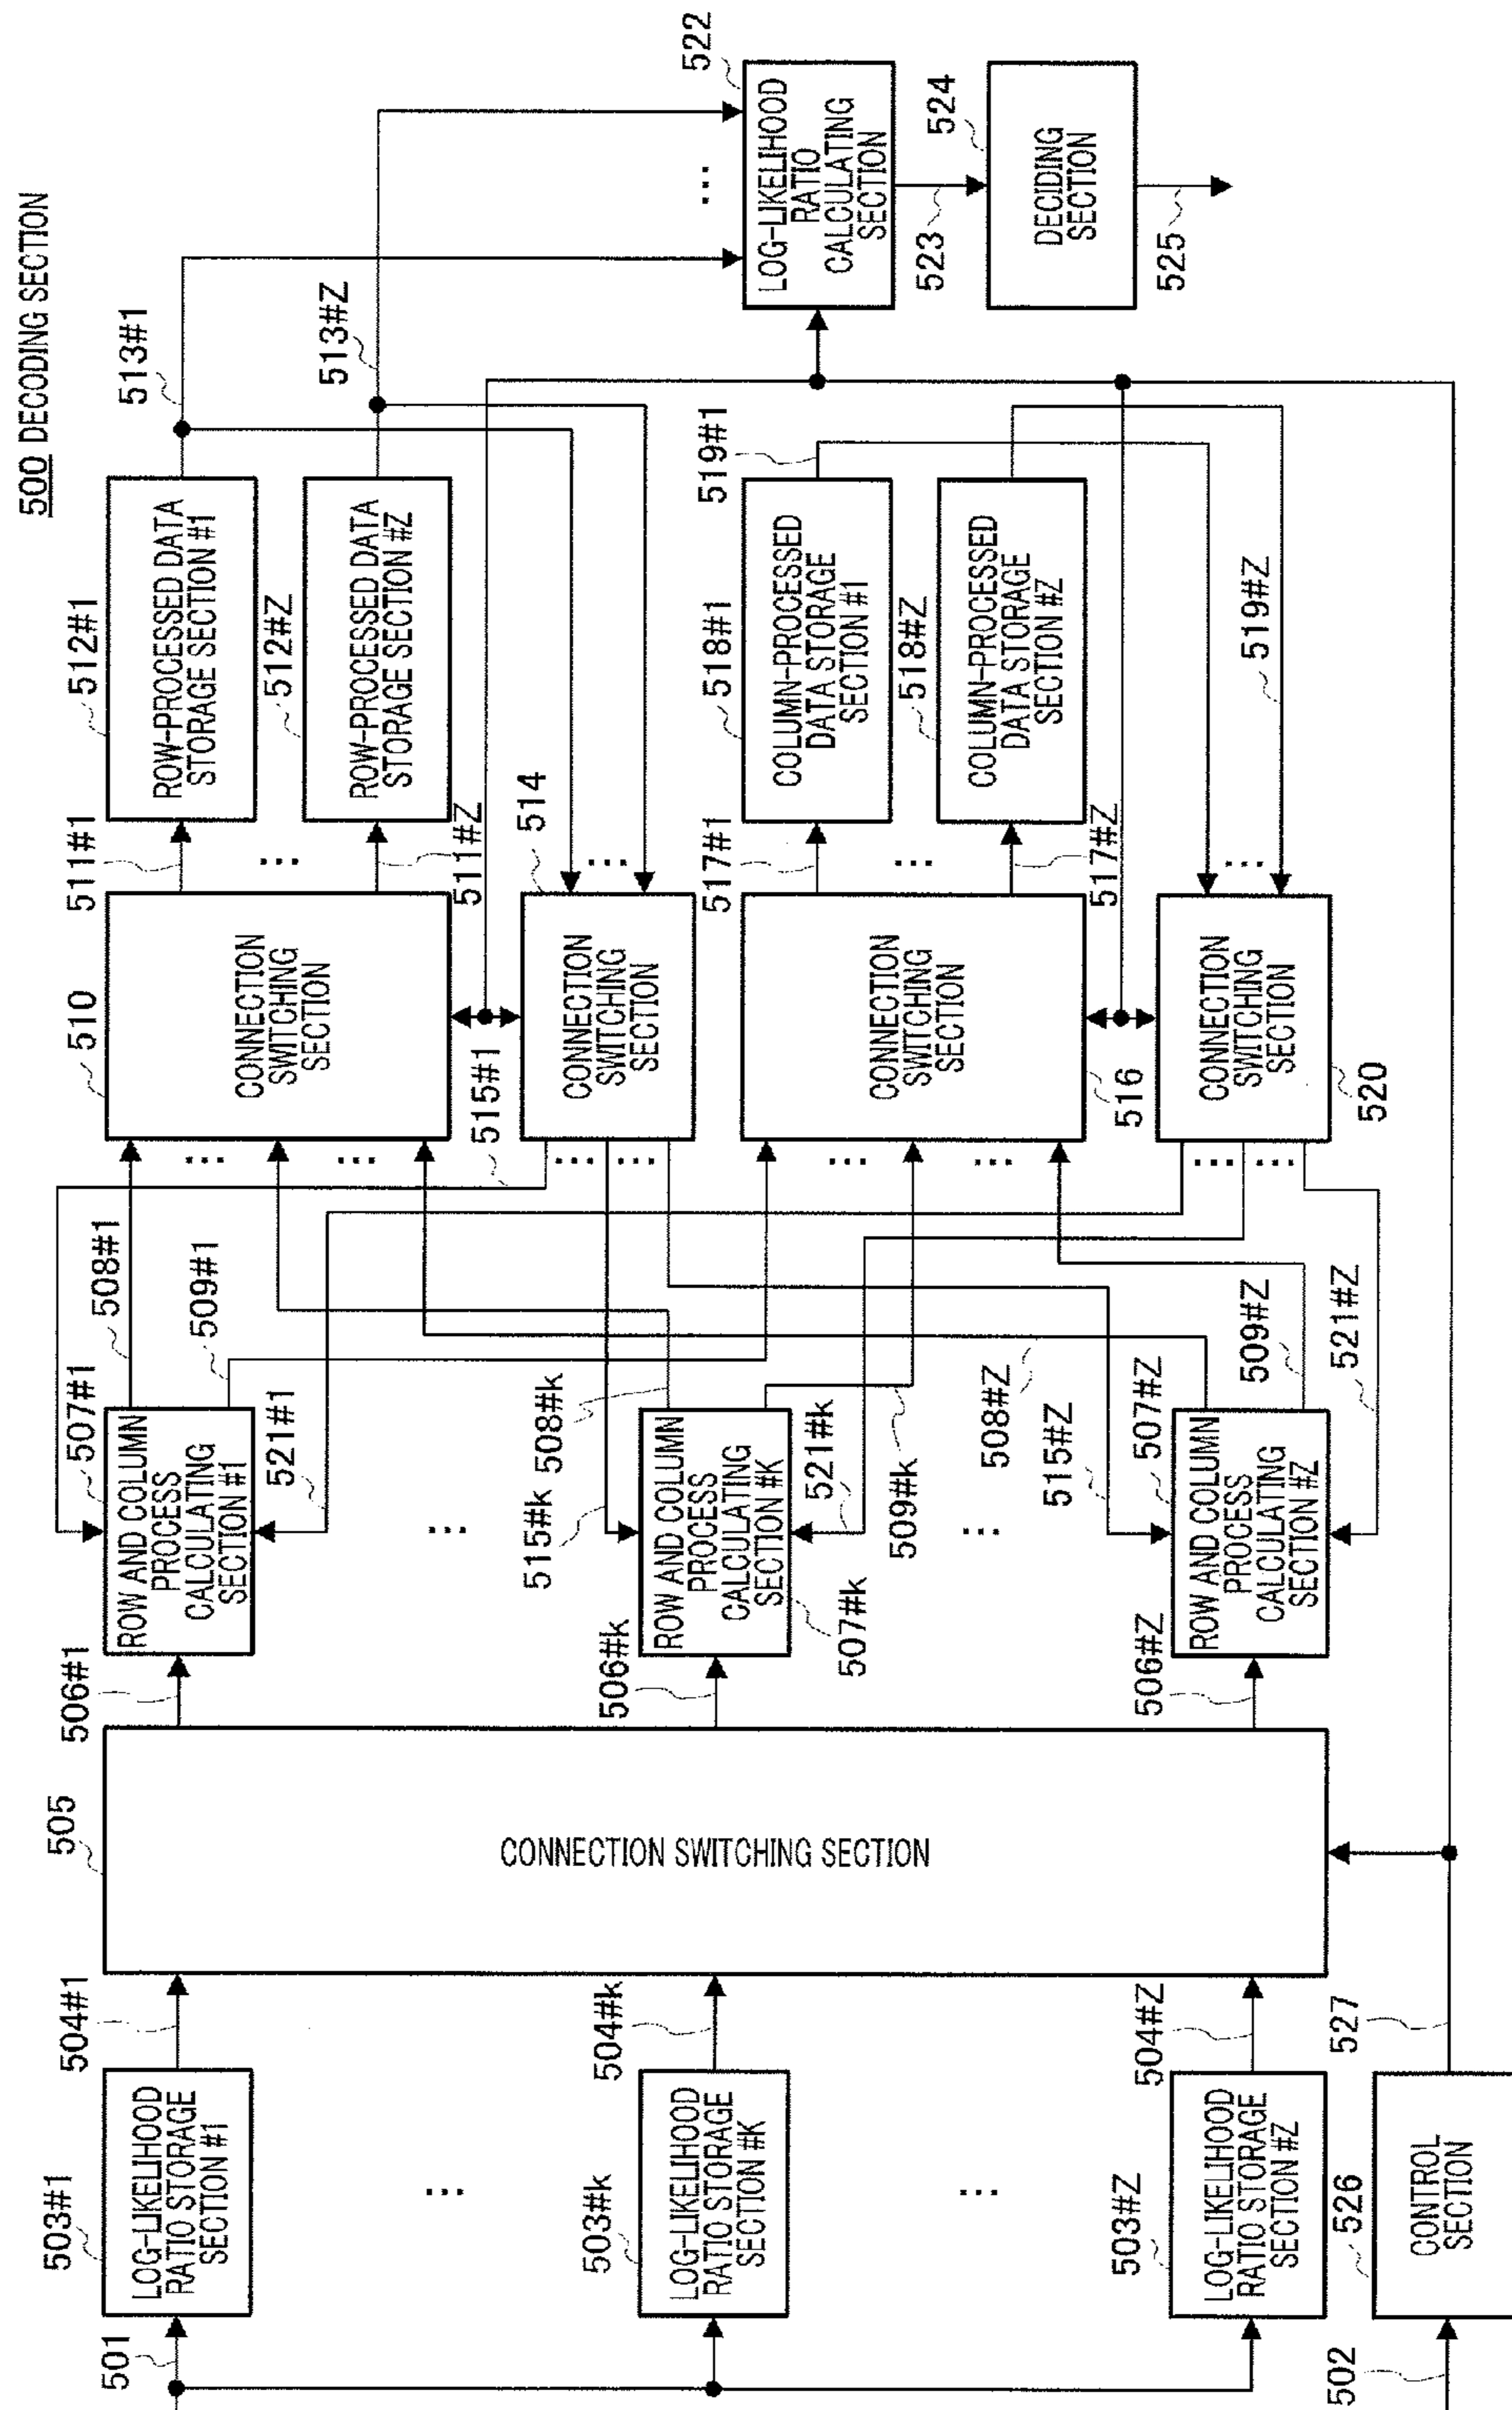 500 DECODING SECTION
501
502
503#1
LOG-LIKELIHOOD
RATIO STORAGE
SECTION #1
504#1
...
503#k
LOG-LIKELIHOOD
RATIO STORAGE
SECTION #K
504#k
...
503#Z
LOG-LIKELIHOOD
RATIO STORAGE
SECTION #Z
504#Z
526
CONTROL
SECTION
527
505
CONNECTION SWITCHING SECTION
506#1
506#k
506#Z
507#1
ROW AND COLUMN
PROCESS
CALCULATING
SECTION #1
508#1
509#1
521#1
...
515#k
508#k
ROW AND COLUMN
PROCESS
CALCULATING
SECTION #K
507#k
521#k
509#k
...
508#Z
515#Z
507#Z
ROW AND COLUMN
PROCESS
CALCULATING
SECTION #Z
509#Z
521#Z
510
CONNECTION
SWITCHING
SECTION
...
...
515#1
511#1
...
511#Z
514
CONNECTION
SWITCHING
SECTION
...
...
...
CONNECTION
SWITCHING
SECTION
516
...
...
517#1
...
517#Z
CONNECTION
SWITCHING
SECTION
520
...
...
...
512#1
ROW-PROCESSED DATA
STORAGE SECTION #1
512#Z
ROW-PROCESSED DATA
STORAGE SECTION #Z
513#1
513#Z
518#1
COLUMN-PROCESSED
DATA STORAGE
SECTION #1
518#Z
COLUMN-PROCESSED
DATA STORAGE
SECTION #Z
519#1
519#Z
...
522
LOG-LIKELIHOOD
RATIO
CALCULATING
SECTION
523
524
DECIDING
SECTION
525